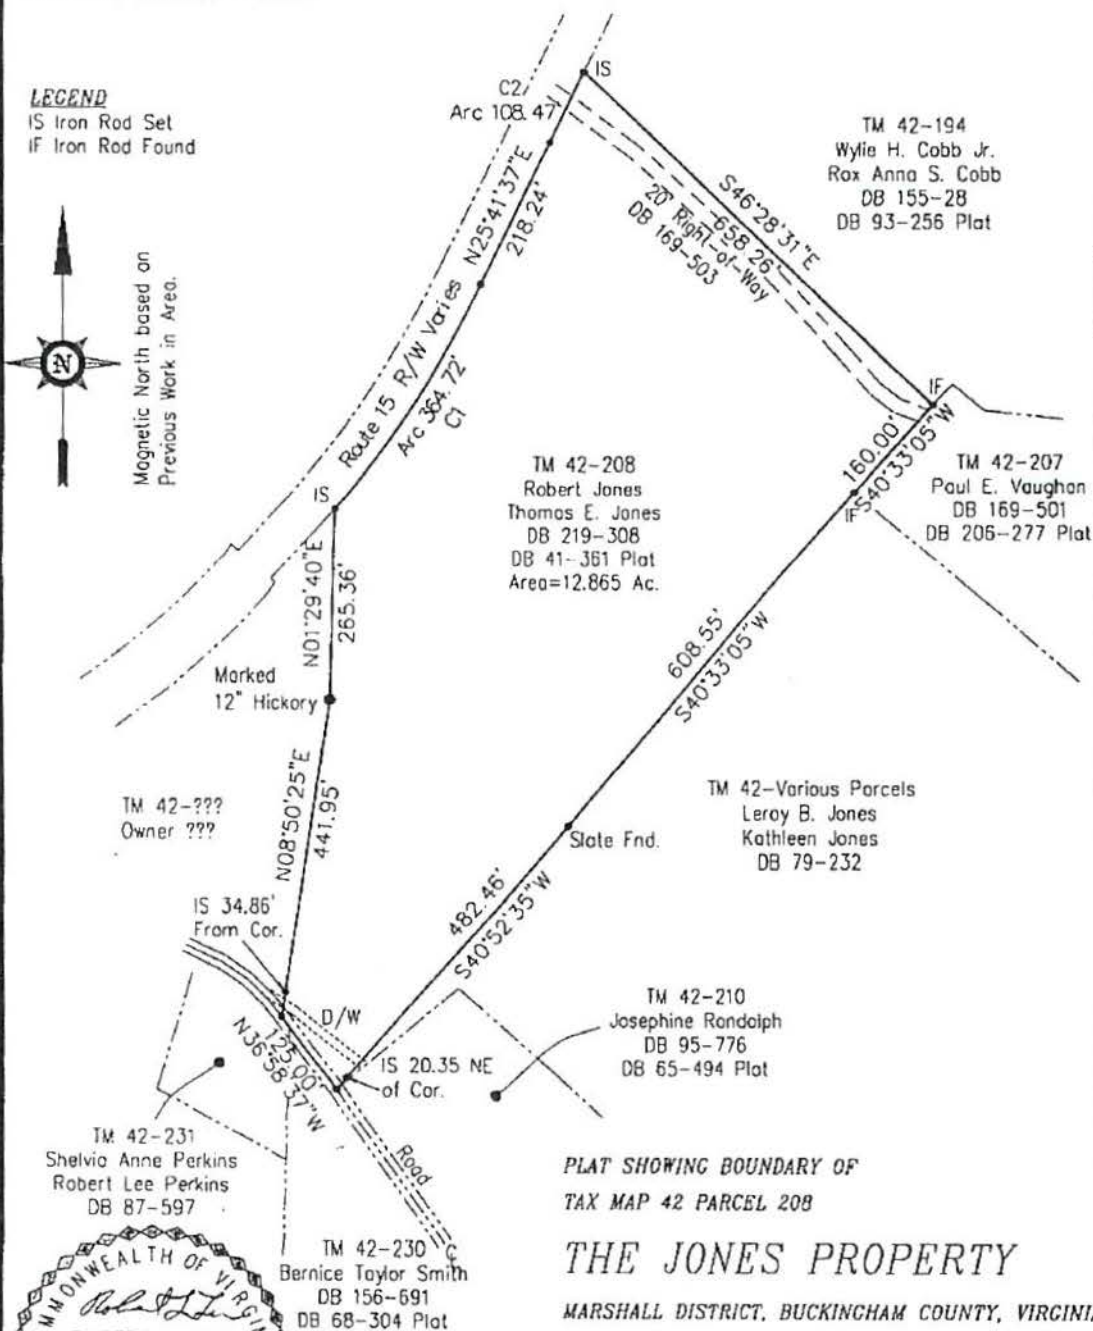 LEGEND
IS Iron Rod Set
IF Iron Rod Found
Magnetic North based on
Previous Work in Area.
N
IS
C2
Arc 108.47'
N25°41'37"E
218.24'
Route 15 R/W Varies
Arc 364.72'
C1
S46°28'31"E
658.26'
20' Right-of-Way
DB 169-503
TM 42-194
Wylie H. Cobb Jr.
Rox Anna S. Cobb
DB 155-28
DB 93-256 Plat
IF
160.00'
S40°33'05"W
IF
TM 42-207
Paul E. Vaughan
DB 169-501
DB 206-277 Plat
TM 42-208
Robert Jones
Thomas E. Jones
DB 219-308
DB 41-361 Plat
Area=12.865 Ac.
IS
N01°29'40"E
265.36'
Marked
12" Hickory
608.55'
S40°33'05"W
TM 42-???
Owner ???
N08°50'25"E
441.95'
TM 42-Various Parcels
Leroy B. Jones
Kathleen Jones
DB 79-232
Slate Fnd.
482.46'
S40°52'35"W
IS 34.86'
From Cor.
D/W
125.00'
N36°58'37"W
IS 20.35 NE
of Cor.
TM 42-210
Josephine Randolph
DB 95-776
DB 65-494 Plat
TM 42-231
Shelvie Anne Perkins
Robert Lee Perkins
DB 87-597
Road
TM 42-230
Bernice Taylor Smith
DB 156-691
DB 68-304 Plat
PLAT SHOWING BOUNDARY OF
TAX MAP 42 PARCEL 208
THE JONES PROPERTY
MARSHALL DISTRICT, BUCKINGHAM COUNTY, VIRGINI
MMONWEALTH OF VIRGIN